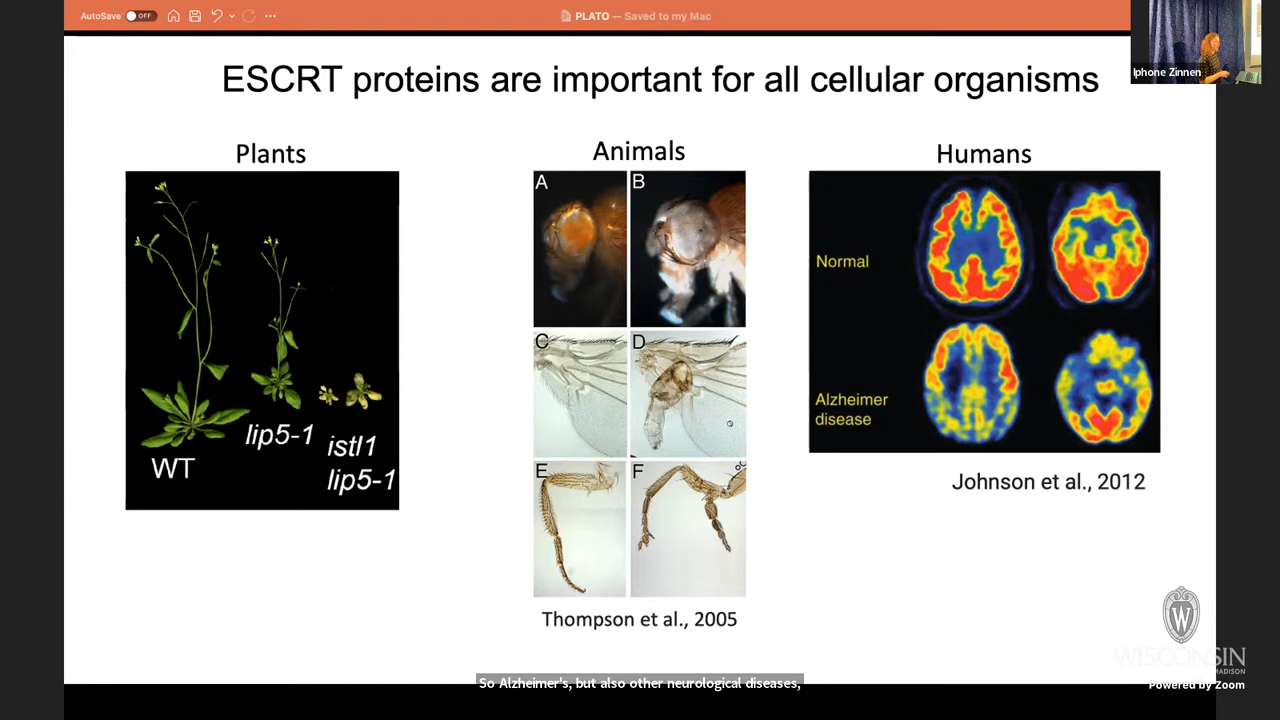 AutoSave OFF
PLATO — Saved to my Mac
Iphone Zinnen
ESCRT proteins are important for all cellular organisms
Plants
Animals
Humans
WT
lip5-1
istl1
lip5-1
A
B
C
D
E
F
Thompson et al., 2005
Normal
Alzheimer
disease
Johnson et al., 2012
W
WISCONSIN
MADISON
Powered by Zoom
So Alzheimer's, but also other neurological diseases,